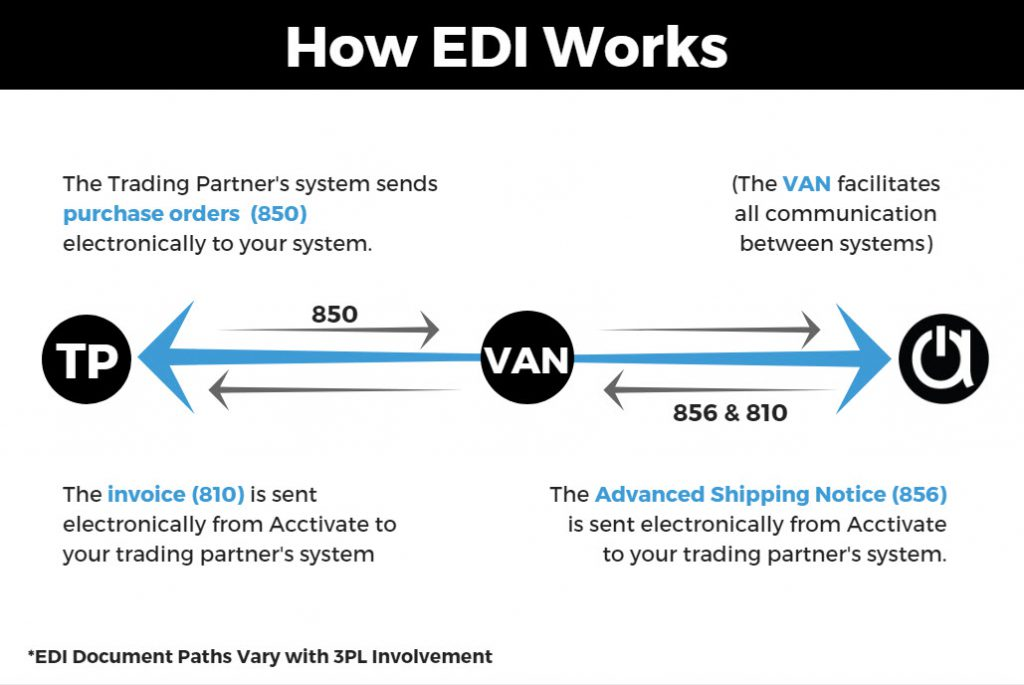 How EDI Works
The Trading Partner's system sends
purchase orders (850)
electronically to your system.
(The VAN facilitates
all communication
between systems)
850
TP
VAN
a
856 & 810
The invoice (810) is sent
electronically from Acctivate to
your trading partner's system
The Advanced Shipping Notice (856)
is sent electronically from Acctivate
to your trading partner's system.
*EDI Document Paths Vary with 3PL Involvement